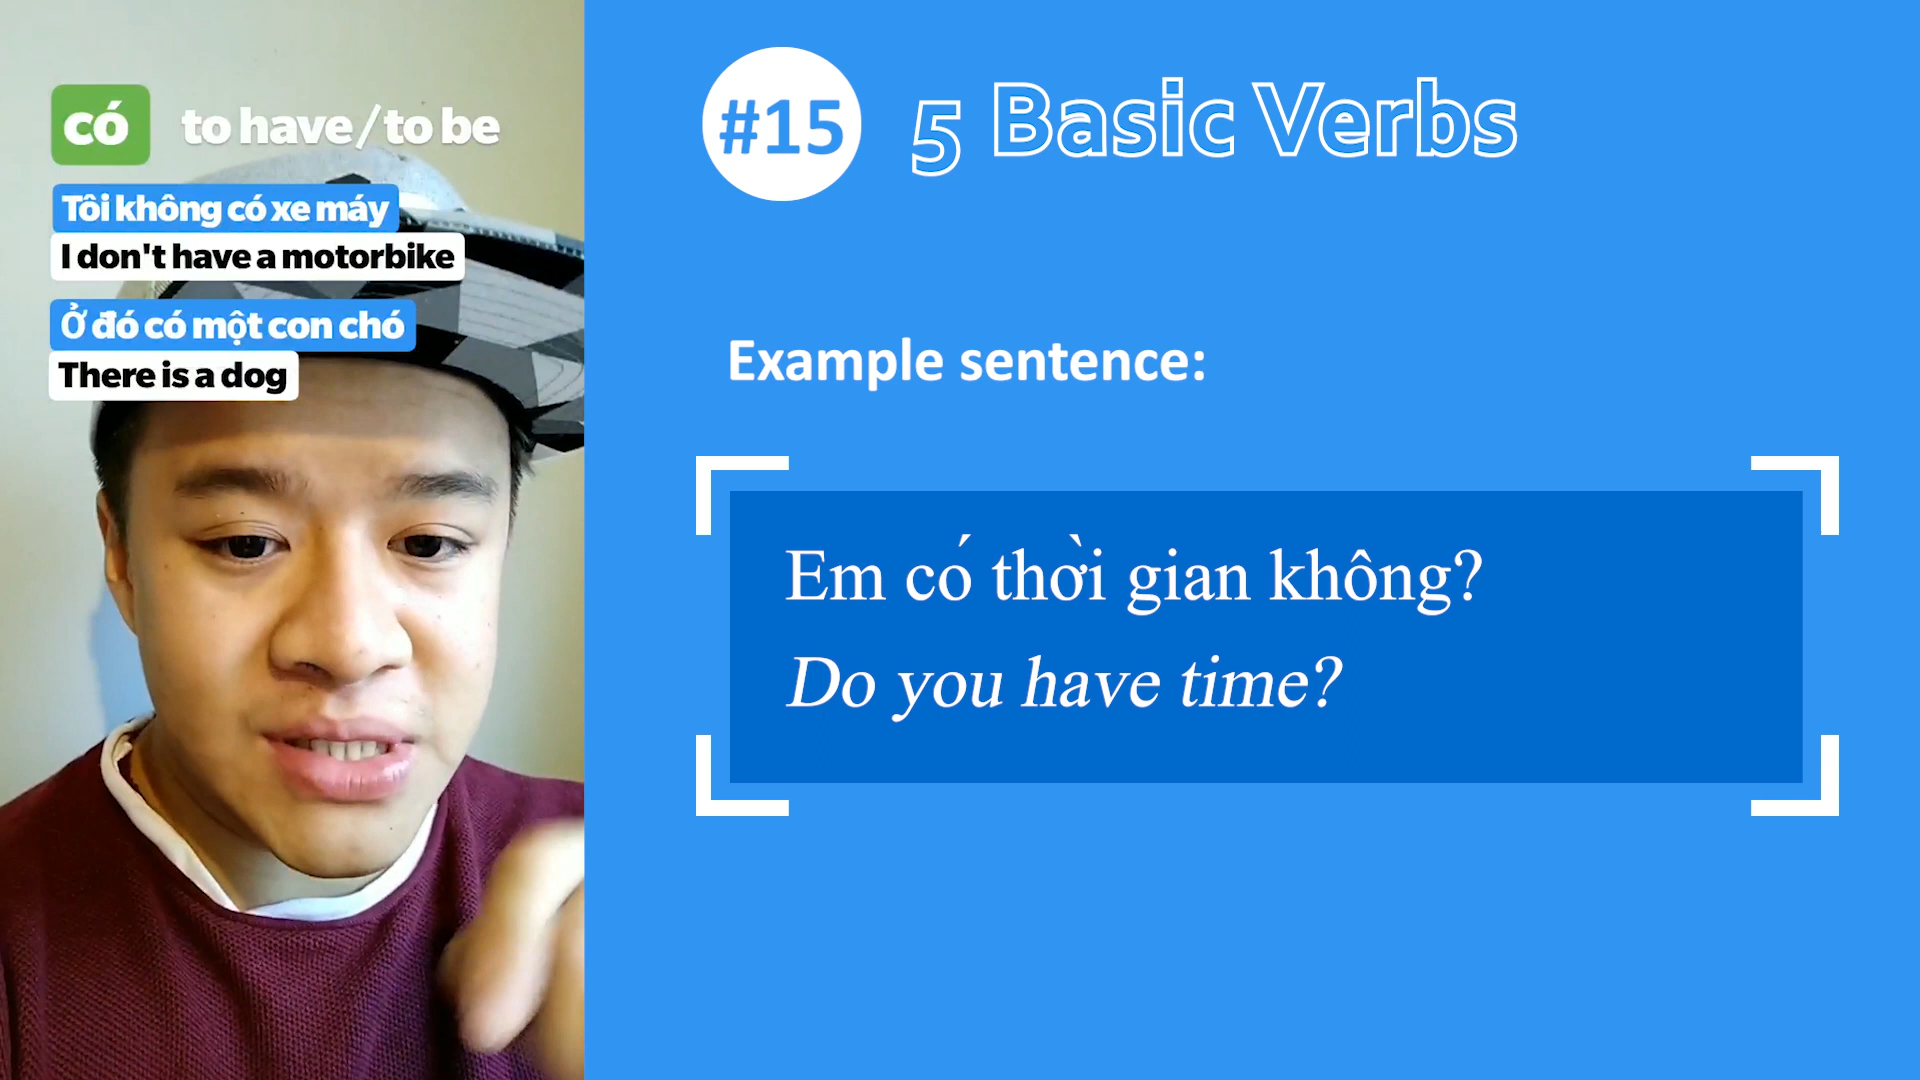 có to have/to be
Tôi không có xe máy
I don't have a motorbike
Ở đó có một con chó
There is a dog
#15 5 Basic Verbs
Example sentence:
Em có thời gian không?
Do you have time?